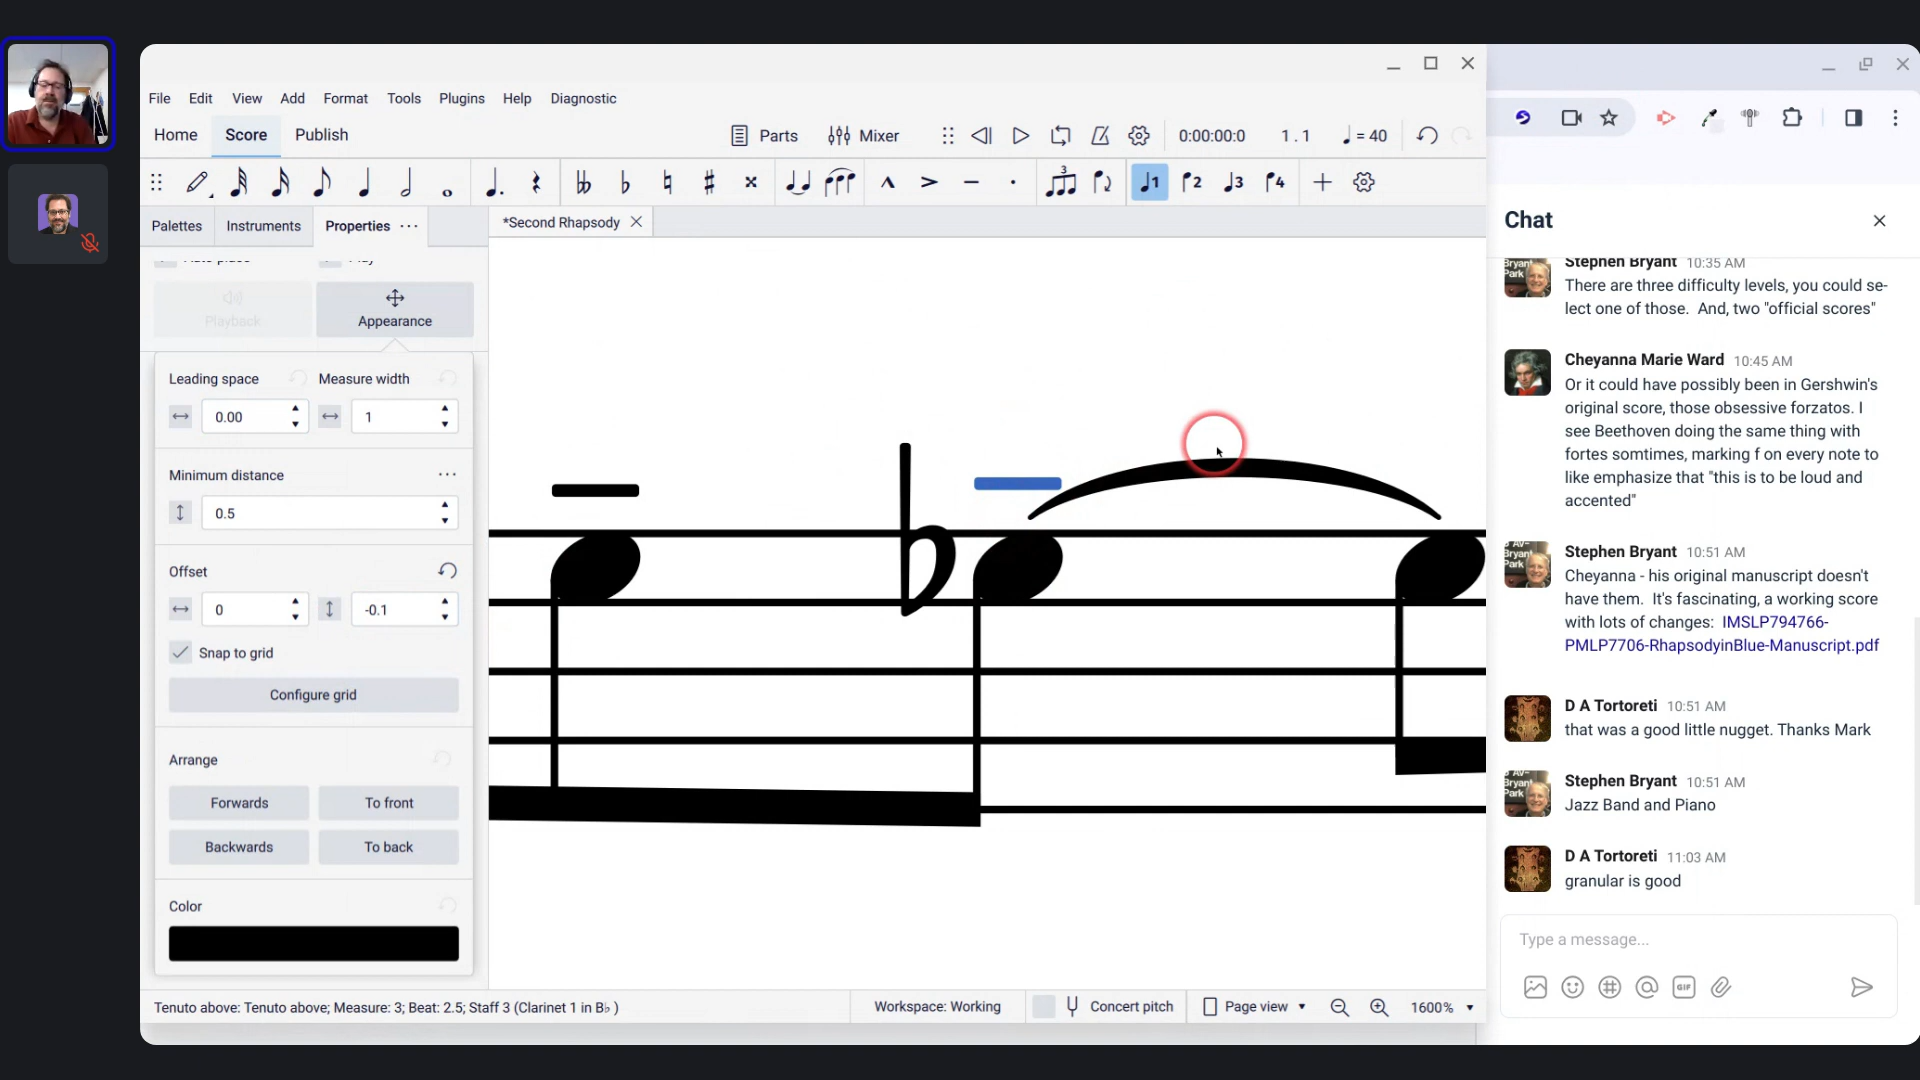 File Edit View Add Format Tools Plugins Help Diagnostic
Home Score Publish Parts Mixer 0:00:00:0 1 . 1 = 40
3 1 2 3 4
Palettes Instruments Properties
*Second Rhapsody
Playback Appearance
Leading space Measure width
0.00 1
Minimum distance
0.5
Offset
0 -0.1
Snap to grid
Configure grid
Arrange
Forwards To front
Backwards To back
Color
Tenuto above: Tenuto above; Measure: 3; Beat: 2.5; Staff 3 (Clarinet 1 in B♭)
Workspace: Working Concert pitch Page view 1600%
Chat
Stephen Bryant 10:35 AM
There are three difficulty levels, you could se-
lect one of those. And, two "official scores"
Cheyanna Marie Ward 10:45 AM
Or it could have possibly been in Gershwin's
original score, those obsessive forzatos. I
see Beethoven doing the same thing with
fortes somtimes, marking f on every note to
like emphasize that "this is to be loud and
accented"
Stephen Bryant 10:51 AM
Cheyanna - his original manuscript doesn't
have them. It's fascinating, a working score
with lots of changes: IMSLP794766-
PMLP7706-RhapsodyinBlue-Manuscript.pdf
D A Tortoreti 10:51 AM
that was a good little nugget. Thanks Mark
Stephen Bryant 10:51 AM
Jazz Band and Piano
D A Tortoreti 11:03 AM
granular is good
Type a message...
GIF